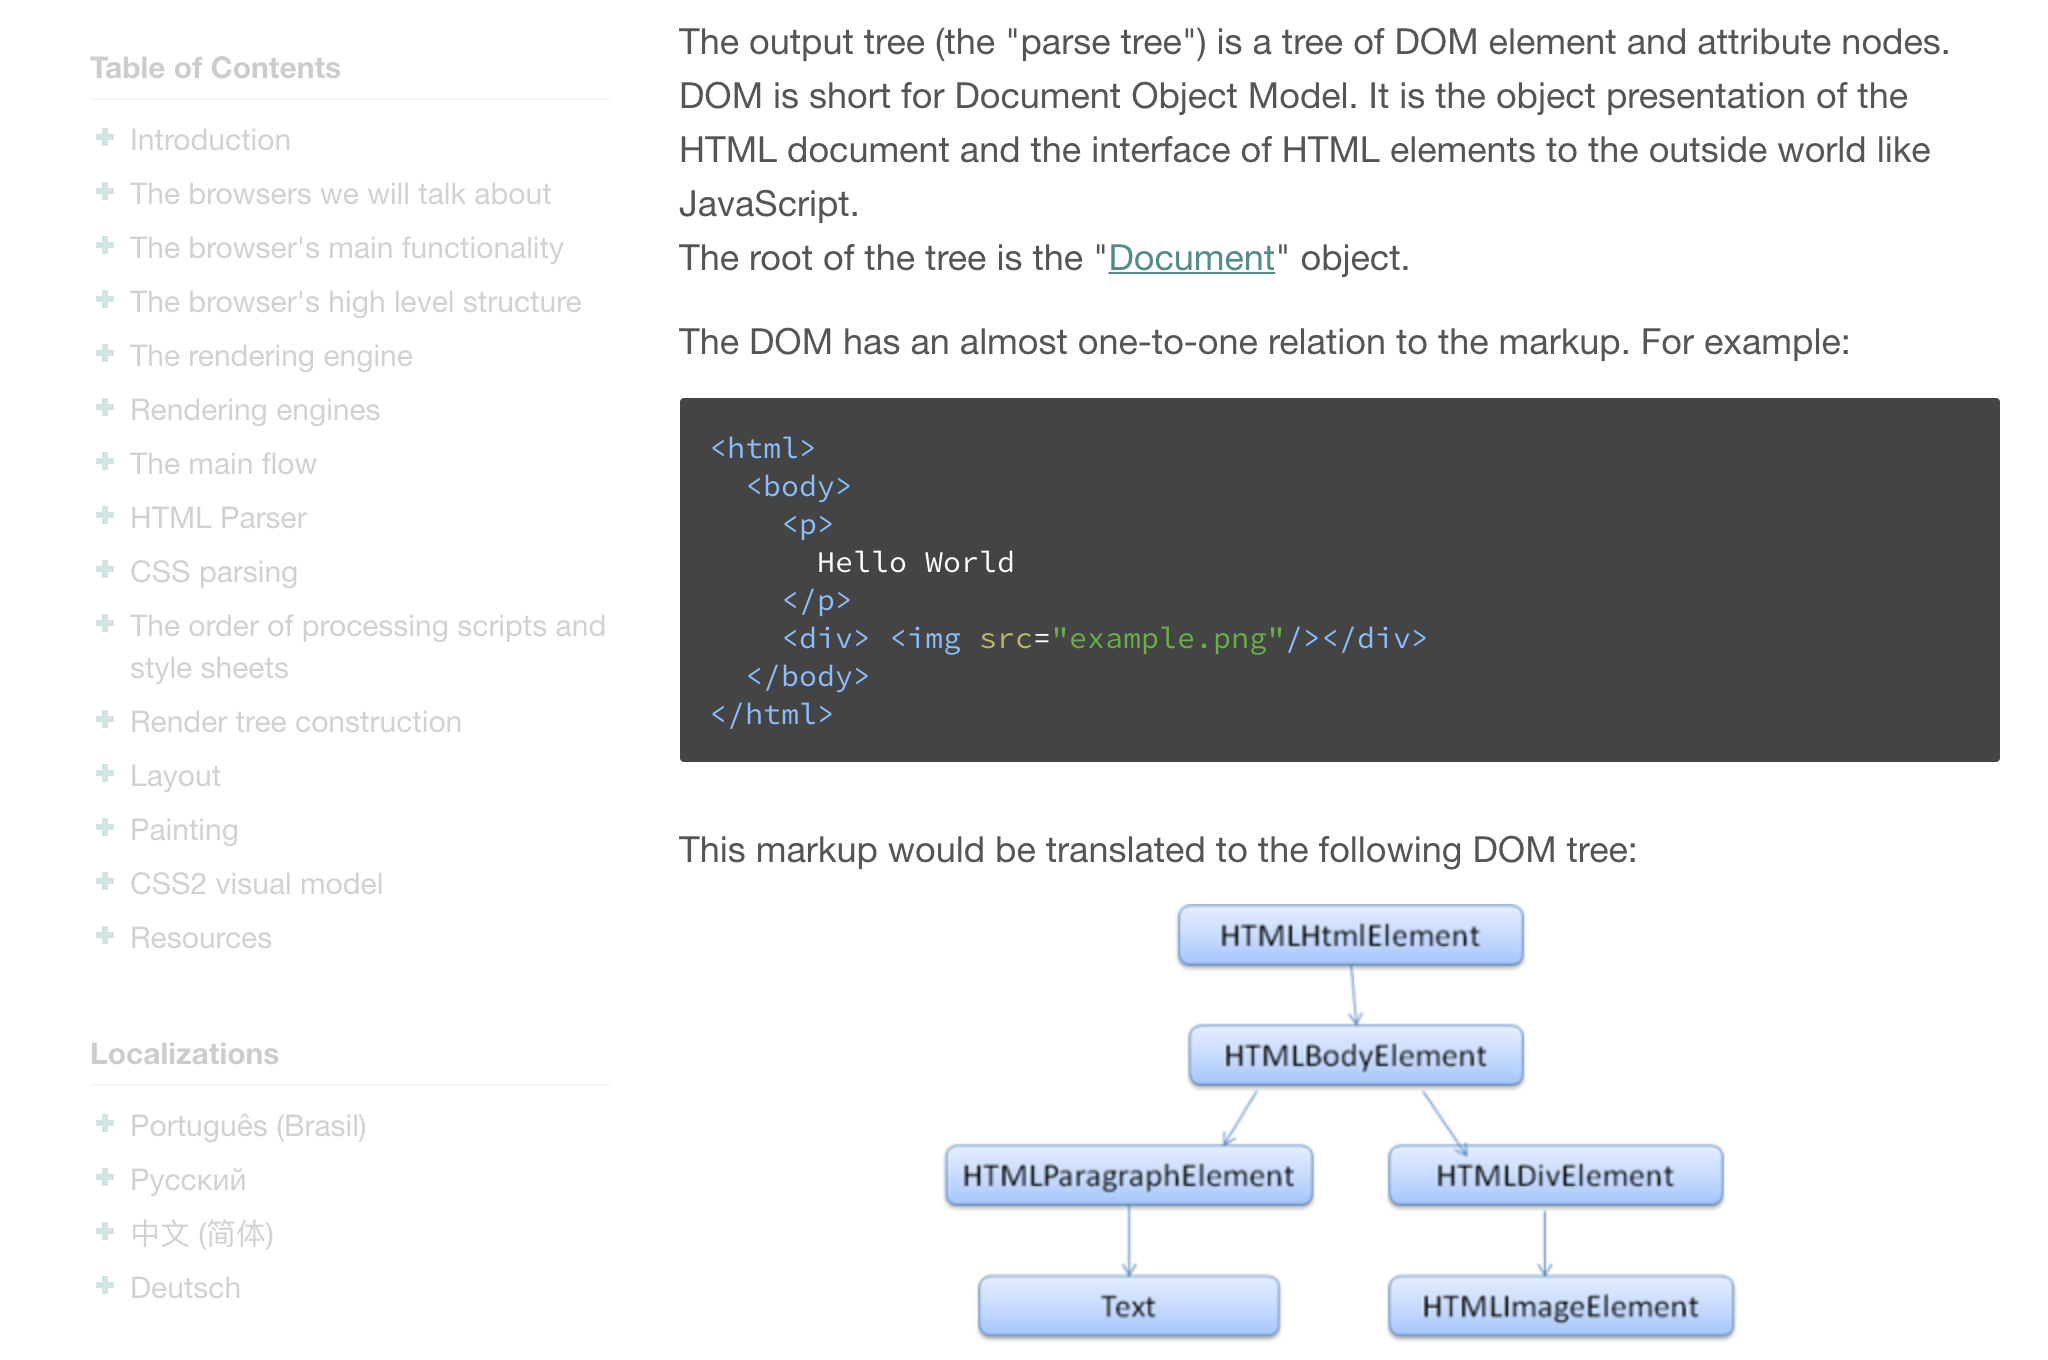 Table of Contents
Introduction
The browsers we will talk about
The browser's main functionality
The browser's high level structure
The rendering engine
Rendering engines
The main flow
HTML Parser
CSS parsing
The order of processing scripts and
style sheets
Render tree construction
Layout
Painting
CSS2 visual model
Resources
Localizations
Português (Brasil)
Русский
中文 (简体)
Deutsch
The output tree (the "parse tree") is a tree of DOM element and attribute nodes.
DOM is short for Document Object Model. It is the object presentation of the
HTML document and the interface of HTML elements to the outside world like
JavaScript.
The root of the tree is the "Document" object.
The DOM has an almost one-to-one relation to the markup. For example:
<html>
  <body>
    <p>
      Hello World
    </p>
    <div> <img src="example.png"/></div>
  </body>
</html>
This markup would be translated to the following DOM tree:
HTMLHtmlElement
HTMLBodyElement
HTMLParagraphElement
HTMLDivElement
Text
HTMLImageElement